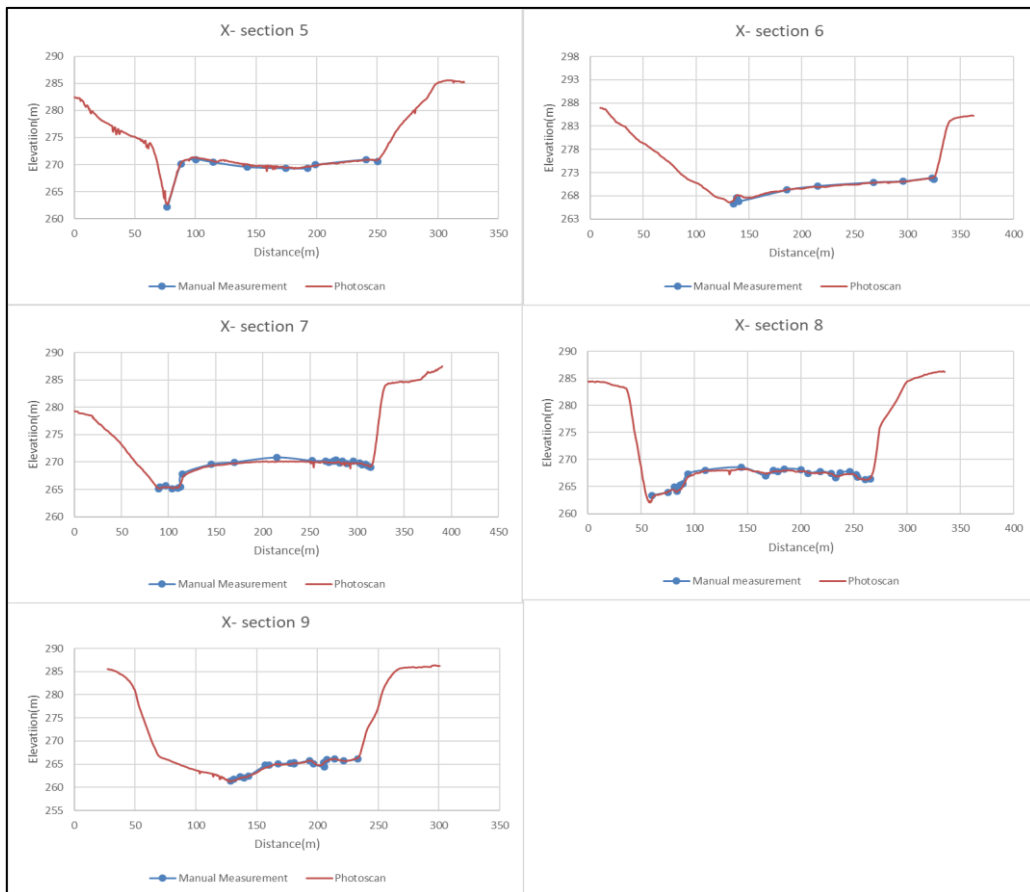 X- section 5
290
285
280
275
270
265
260
Elevatiion(m)
0 50 100 150 200 250 300 350
Distance(m)
Manual Measurement Photoscan
X- section 6
298
293
288
283
278
273
268
263
Elevatiion(m)
0 50 100 150 200 250 300 350 400
Distance(m)
Manual Measurement Photoscan
X- section 7
290
285
280
275
270
265
260
Elevatiion(m)
0 50 100 150 200 250 300 350 400 450
Distance(m)
Manual Measurement Photoscan
X- section 8
290
285
280
275
270
265
260
Elevatiion(m)
0 50 100 150 200 250 300 350 400
Distance(m)
Manual measurement Photoscan
X- section 9
290
285
280
275
270
265
260
255
Elevatiion(m)
0 50 100 150 200 250 300 350
Distance(m)
Manual Measurement Photoscan